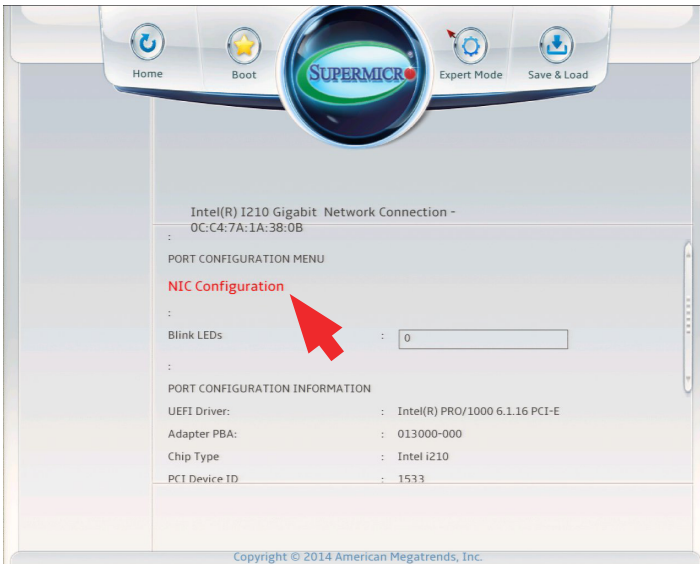 Home
Boot
SUPERMICRO
Expert Mode
Save & Load
Intel(R) I210 Gigabit Network Connection -
0C:C4:7A:1A:38:0B
:
PORT CONFIGURATION MENU
NIC Configuration
:
Blink LEDs : 0
:
PORT CONFIGURATION INFORMATION
UEFI Driver: : Intel(R) PRO/1000 6.1.16 PCI-E
Adapter PBA: : 013000-000
Chip Type : Intel i210
PCI Device ID : 1533
Copyright © 2014 American Megatrends, Inc.